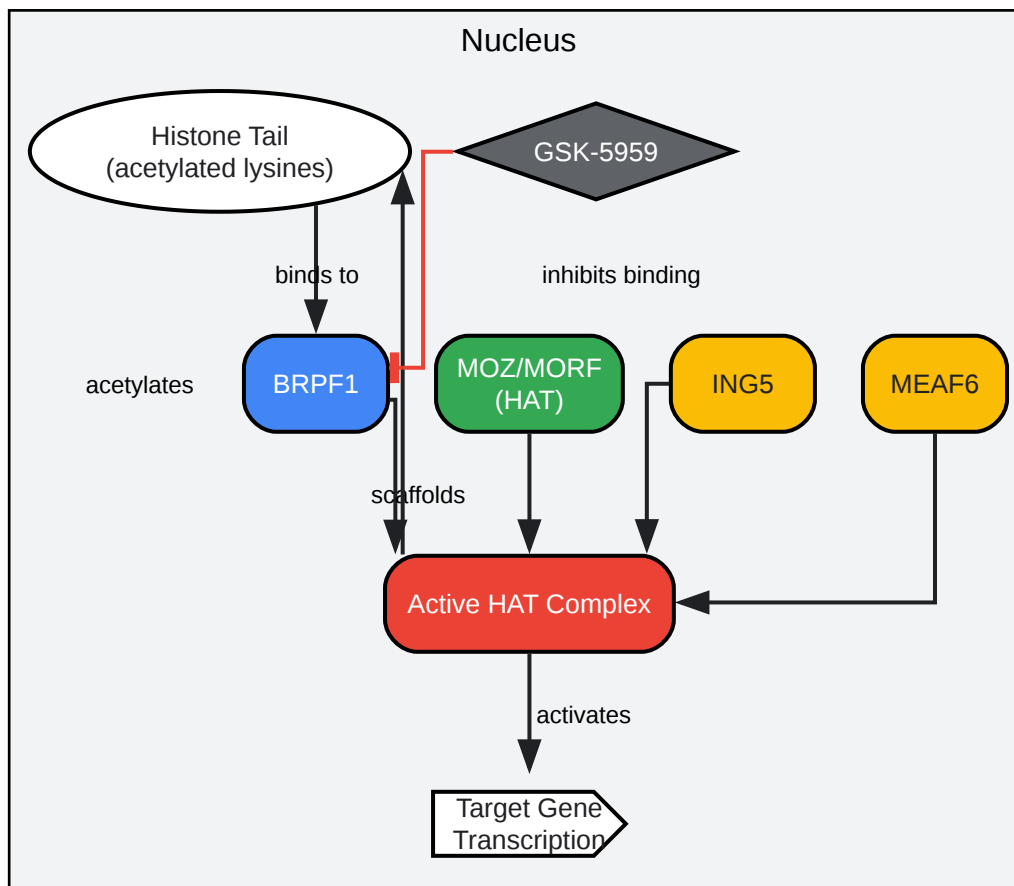 Nucleus
Histone Tail
(acetylated lysines)
GSK-5959
binds to
inhibits binding
acetylates
BRPF1
MOZ/MORF
(HAT)
ING5
MEAF6
scaffolds
Active HAT Complex
activates
Target Gene
Transcription